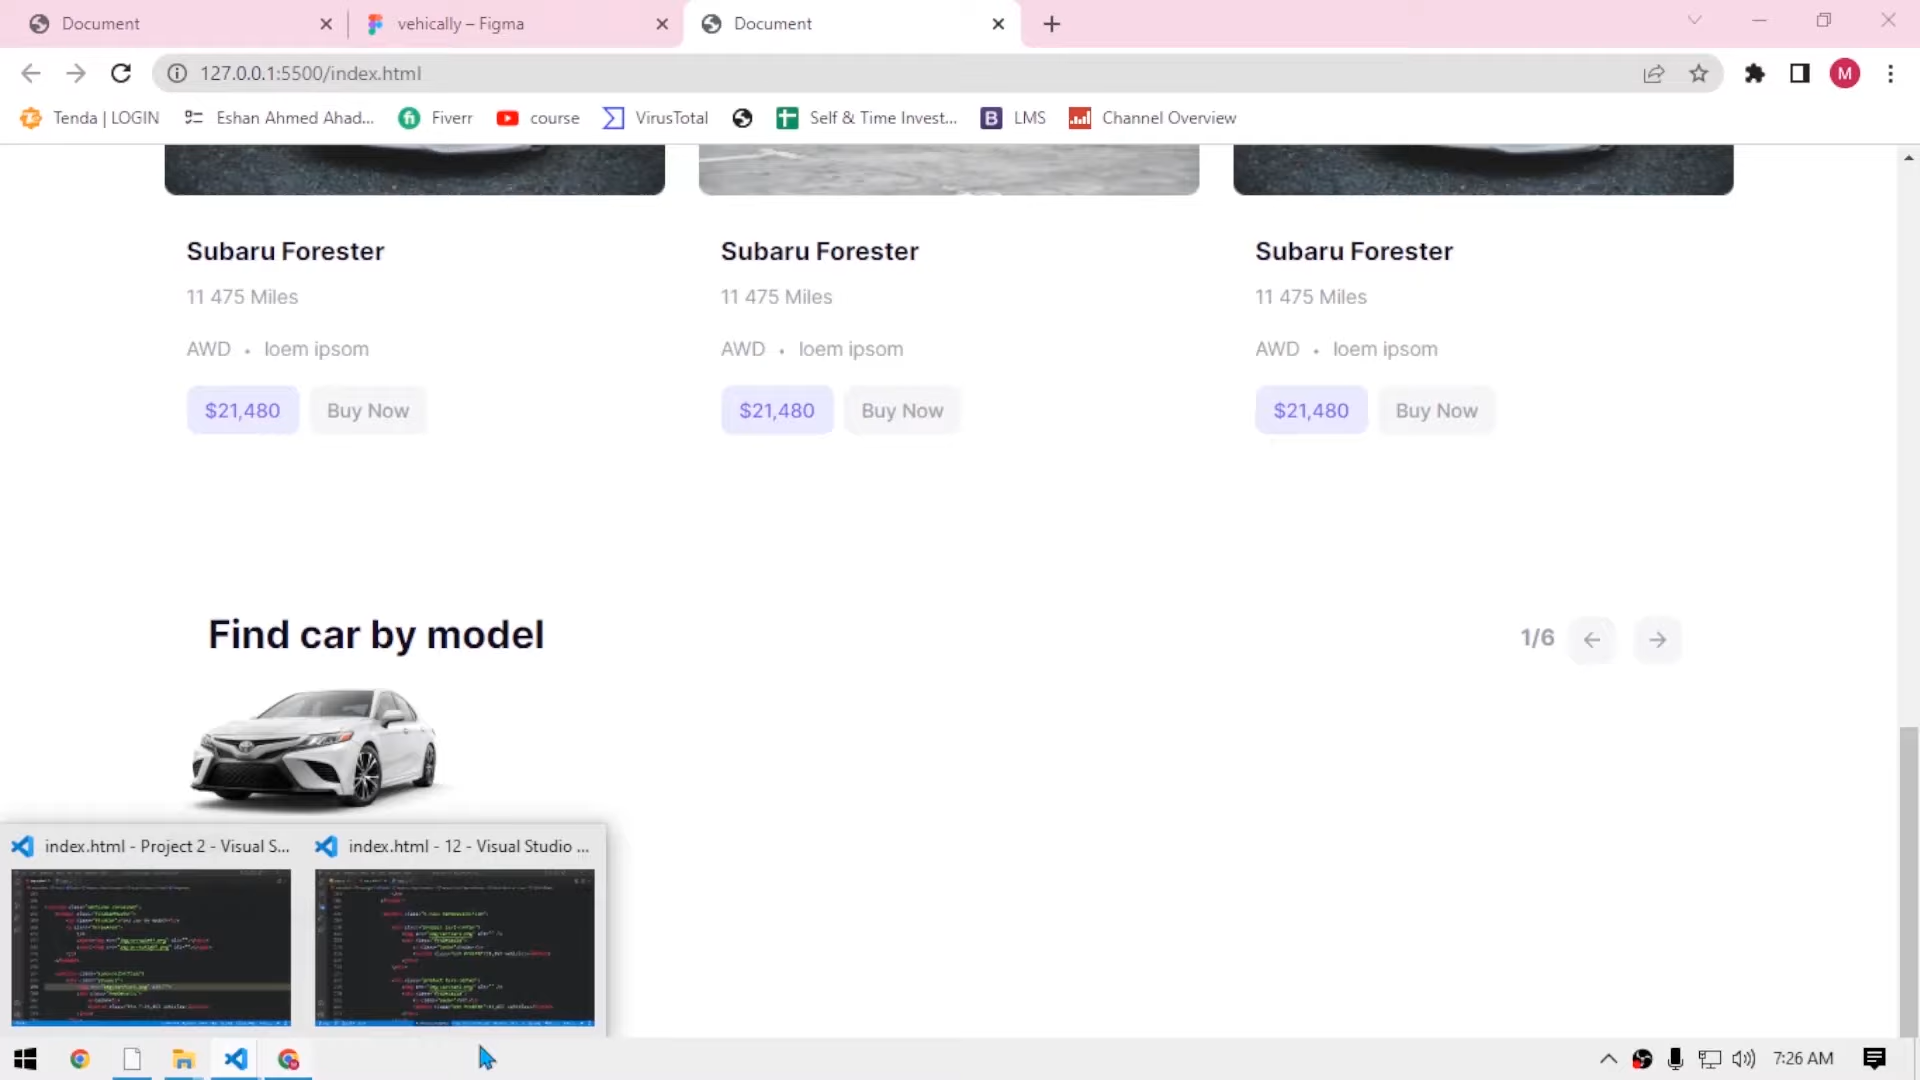 Document
vehically – Figma
Document
127.0.0.1:5500/index.html
M
Tenda | LOGIN
Eshan Ahmed Ahad...
Fiverr
course
VirusTotal
Self & Time Invest...
LMS
Channel Overview
Subaru Forester
11 475 Miles
AWD • loem ipsom
$21,480 Buy Now
Subaru Forester
11 475 Miles
AWD • loem ipsom
$21,480 Buy Now
Subaru Forester
11 475 Miles
AWD • loem ipsom
$21,480 Buy Now
Find car by model
1/6
index.html - Project 2 - Visual S...
index.html - 12 - Visual Studio ...
7:26 AM